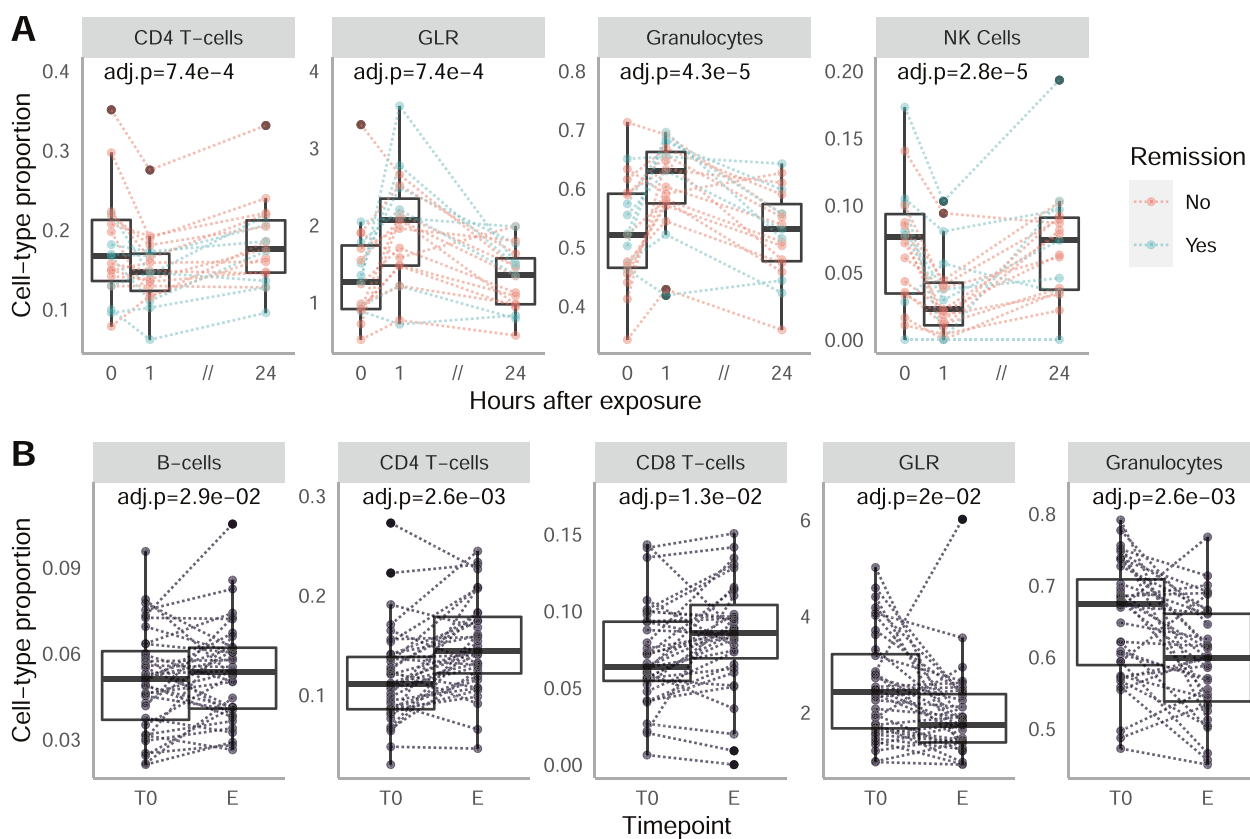 A
CD4 T-cells
GLR
Granulocytes
NK Cells
adj.p=7.4e-4
adj.p=7.4e-4
adj.p=4.3e-5
adj.p=2.8e-5
Cell-type proportion
0.4
0.3
0.2
0.1
4
3
2
1
0.8
0.7
0.6
0.5
0.4
0.20
0.15
0.10
0.05
0.00
0 1 // 24
0 1 // 24
0 1 // 24
0 1 // 24
Hours after exposure
Remission
No
Yes
B
B-cells
CD4 T-cells
CD8 T-cells
GLR
Granulocytes
adj.p=2.9e-02
adj.p=2.6e-03
adj.p=1.3e-02
adj.p=2e-02
adj.p=2.6e-03
Cell-type proportion
0.09
0.06
0.03
0.3
0.2
0.1
0.15
0.10
0.05
0.00
6
4
2
0.8
0.7
0.6
0.5
T0 E
T0 E
T0 E
T0 E
T0 E
Timepoint